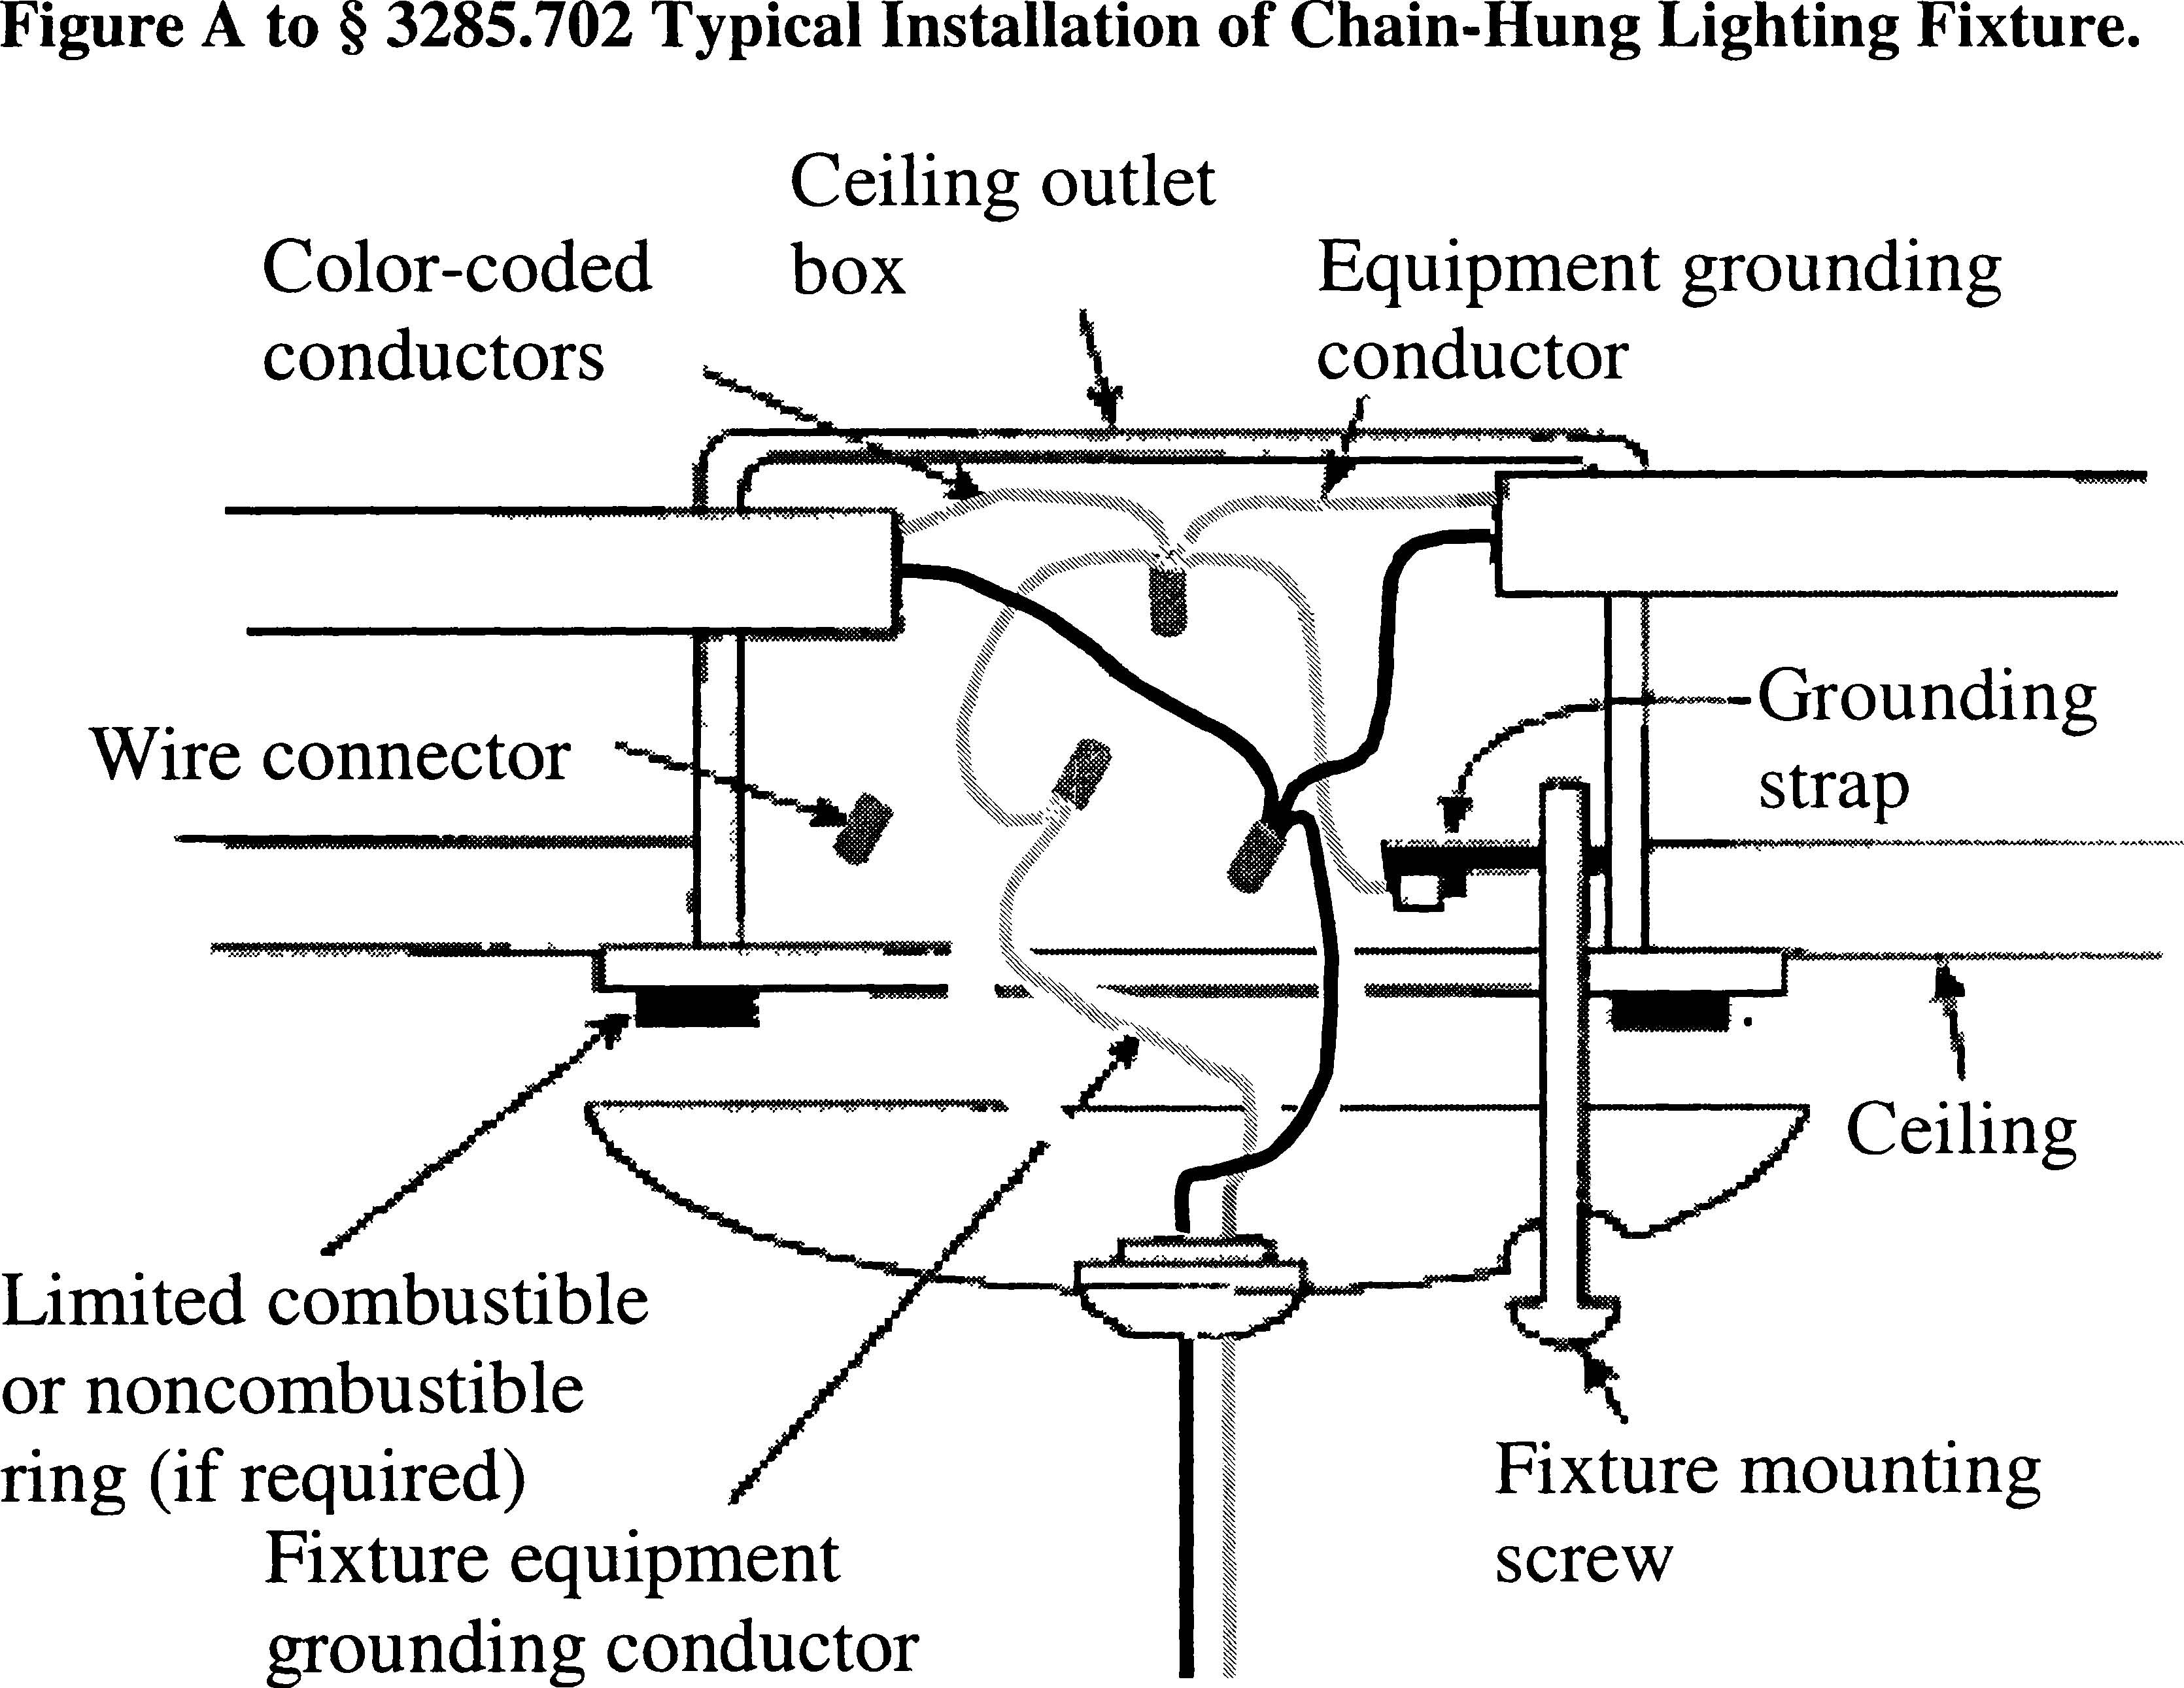 Figure A to § 3285.702 Typical Installation of Chain-Hung Lighting Fixture.
Ceiling outlet
box
Color-coded
conductors
Equipment grounding
conductor
Wire connector
Grounding
strap
Ceiling
Limited combustible
or noncombustible
ring (if required)
Fixture equipment
grounding conductor
Fixture mounting
screw